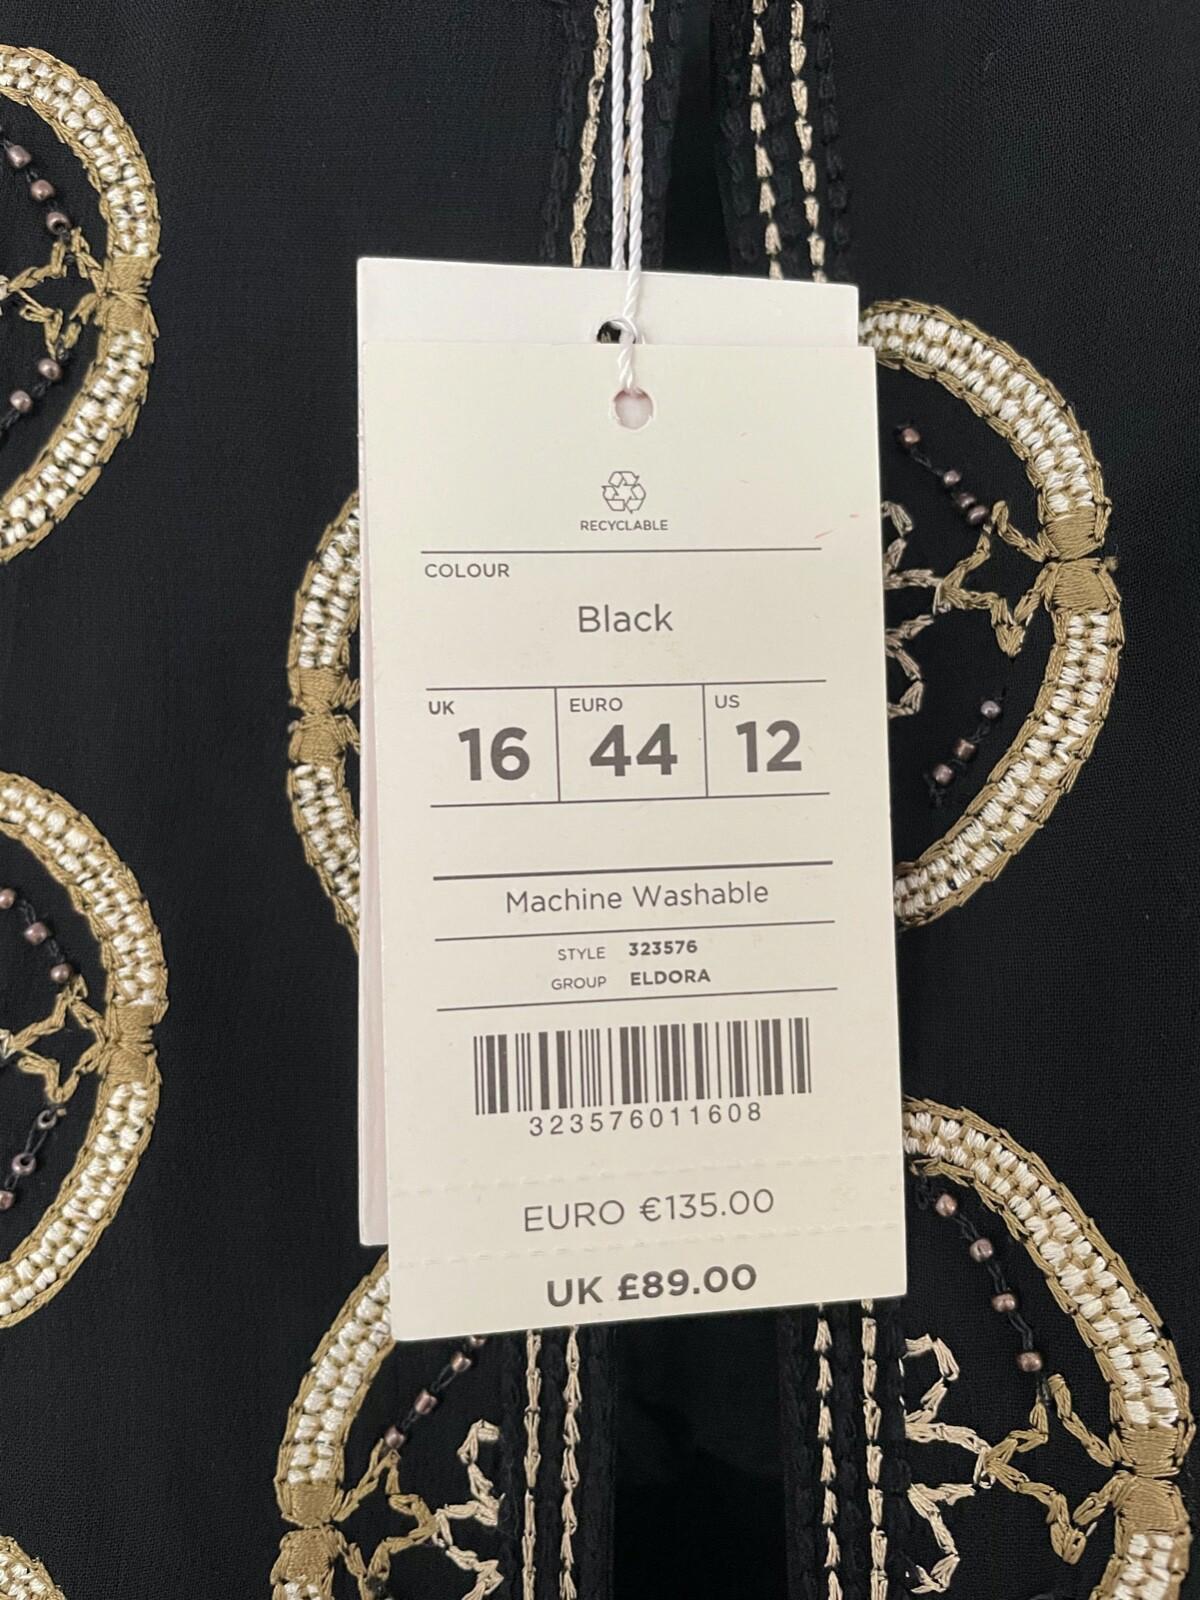 RECYCLABLE
COLOUR
Black
UK EURO US
16 44 12
Machine Washable
STYLE 323576
GROUP ELDORA
323576011608
EURO €135.00
UK £89.00